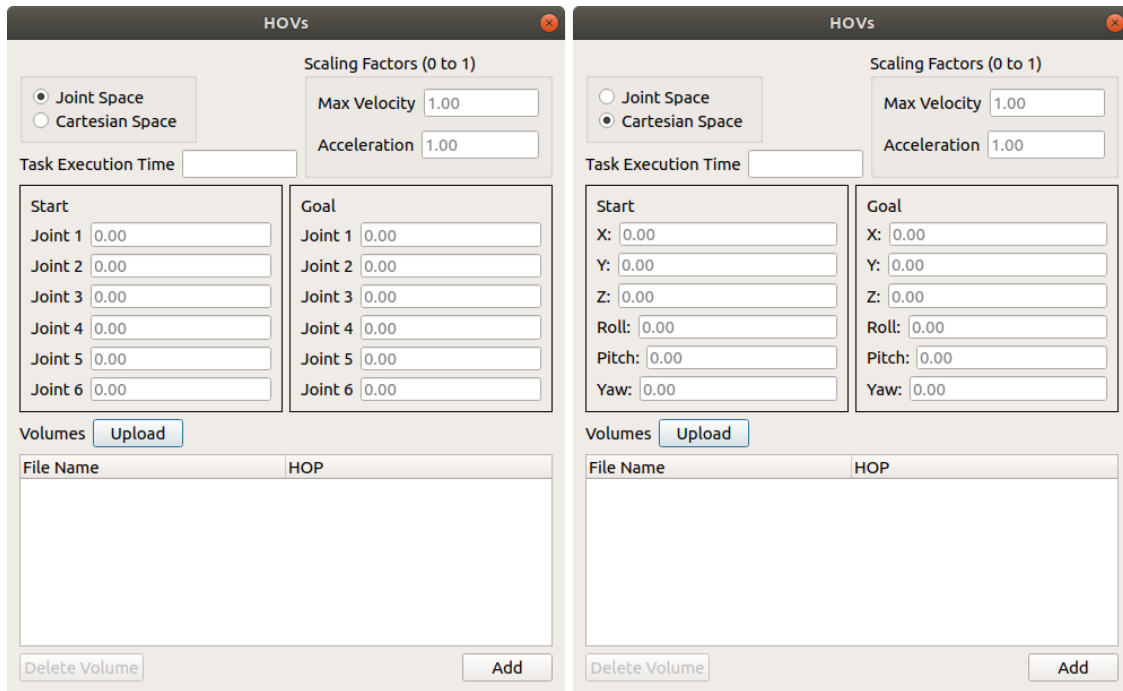 HOVs
Scaling Factors (0 to 1)
Joint Space
Cartesian Space
Max Velocity 1.00
Acceleration 1.00
Task Execution Time
Start
Joint 1 0.00
Joint 2 0.00
Joint 3 0.00
Joint 4 0.00
Joint 5 0.00
Joint 6 0.00
Goal
Joint 1 0.00
Joint 2 0.00
Joint 3 0.00
Joint 4 0.00
Joint 5 0.00
Joint 6 0.00
Volumes Upload
File Name HOP
Delete Volume Add
HOVs
Scaling Factors (0 to 1)
Joint Space
Cartesian Space
Max Velocity 1.00
Acceleration 1.00
Task Execution Time
Start
X: 0.00
Y: 0.00
Z: 0.00
Roll: 0.00
Pitch: 0.00
Yaw: 0.00
Goal
X: 0.00
Y: 0.00
Z: 0.00
Roll: 0.00
Pitch: 0.00
Yaw: 0.00
Volumes Upload
File Name HOP
Delete Volume Add